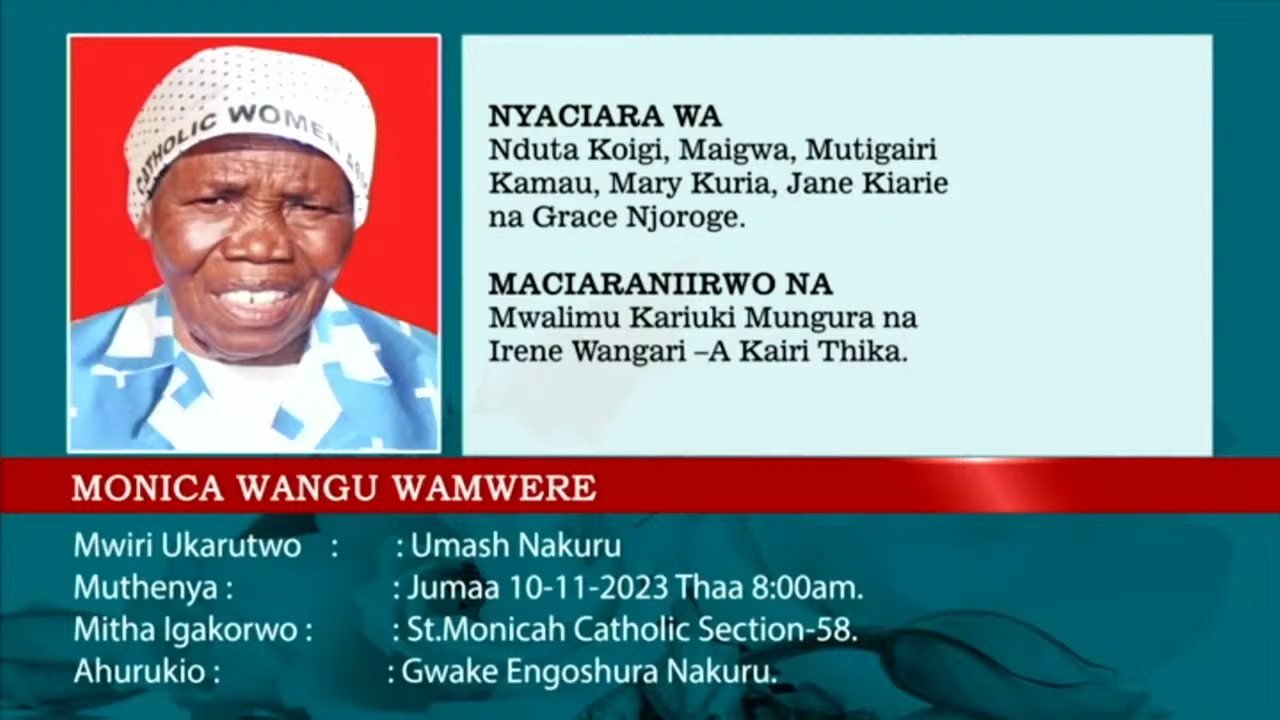 CATHOLIC WOMEN
NYACIARA WA
Nduta Koigi, Maigwa, Mutigairi
Kamau, Mary Kuria, Jane Kiarie
na Grace Njoroge.
MACIARANIIRWO NA
Mwalimu Kariuki Mungura na
Irene Wangari –A Kairi Thika.
MONICA WANGU WAMWERE
Mwiri Ukarutwo : : Umash Nakuru
Muthenya : : Jumaa 10-11-2023 Thaa 8:00am.
Mitha Igakorwo : : St.Monicah Catholic Section-58.
Ahurukio : : Gwake Engoshura Nakuru.